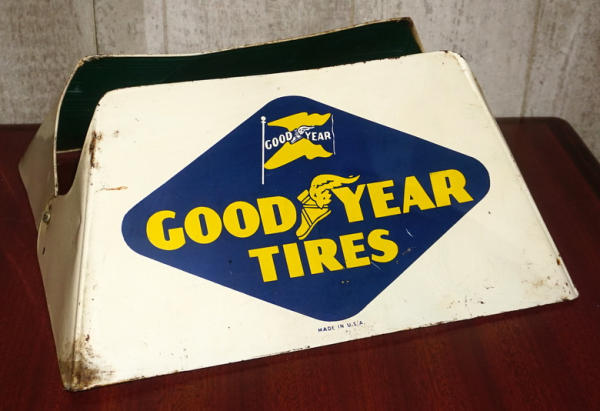 GOOD YEAR
GOOD YEAR
TIRES
MADE IN U.S.A.